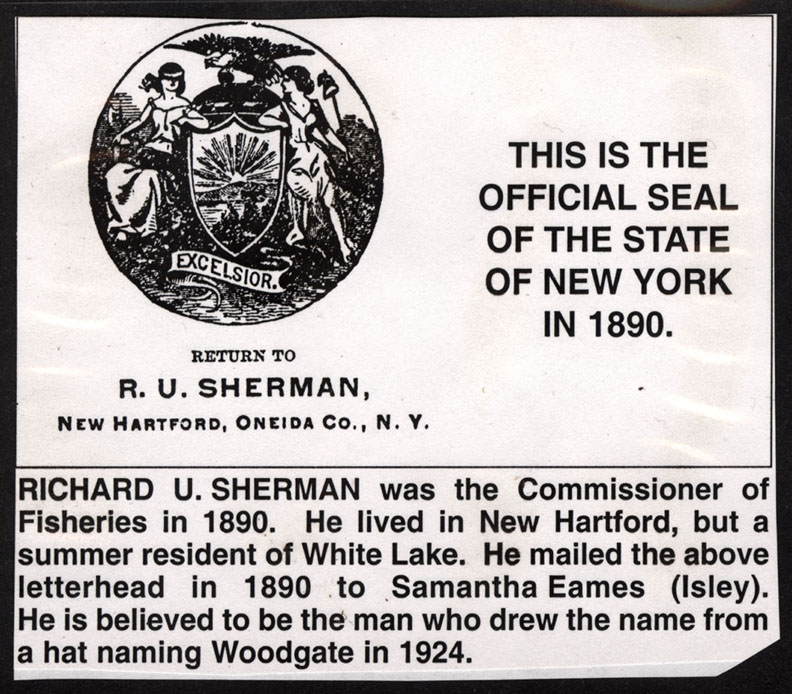 EXCELSIOR.
RETURN TO
R. U. SHERMAN,
NEW HARTFORD, ONEIDA CO., N. Y.
THIS IS THE
OFFICIAL SEAL
OF THE STATE
OF NEW YORK
IN 1890.
RICHARD U. SHERMAN was the Commissioner of
Fisheries in 1890. He lived in New Hartford, but a
summer resident of White Lake. He mailed the above
letterhead in 1890 to Samantha Eames (Isley).
He is believed to be the man who drew the name from
a hat naming Woodgate in 1924.